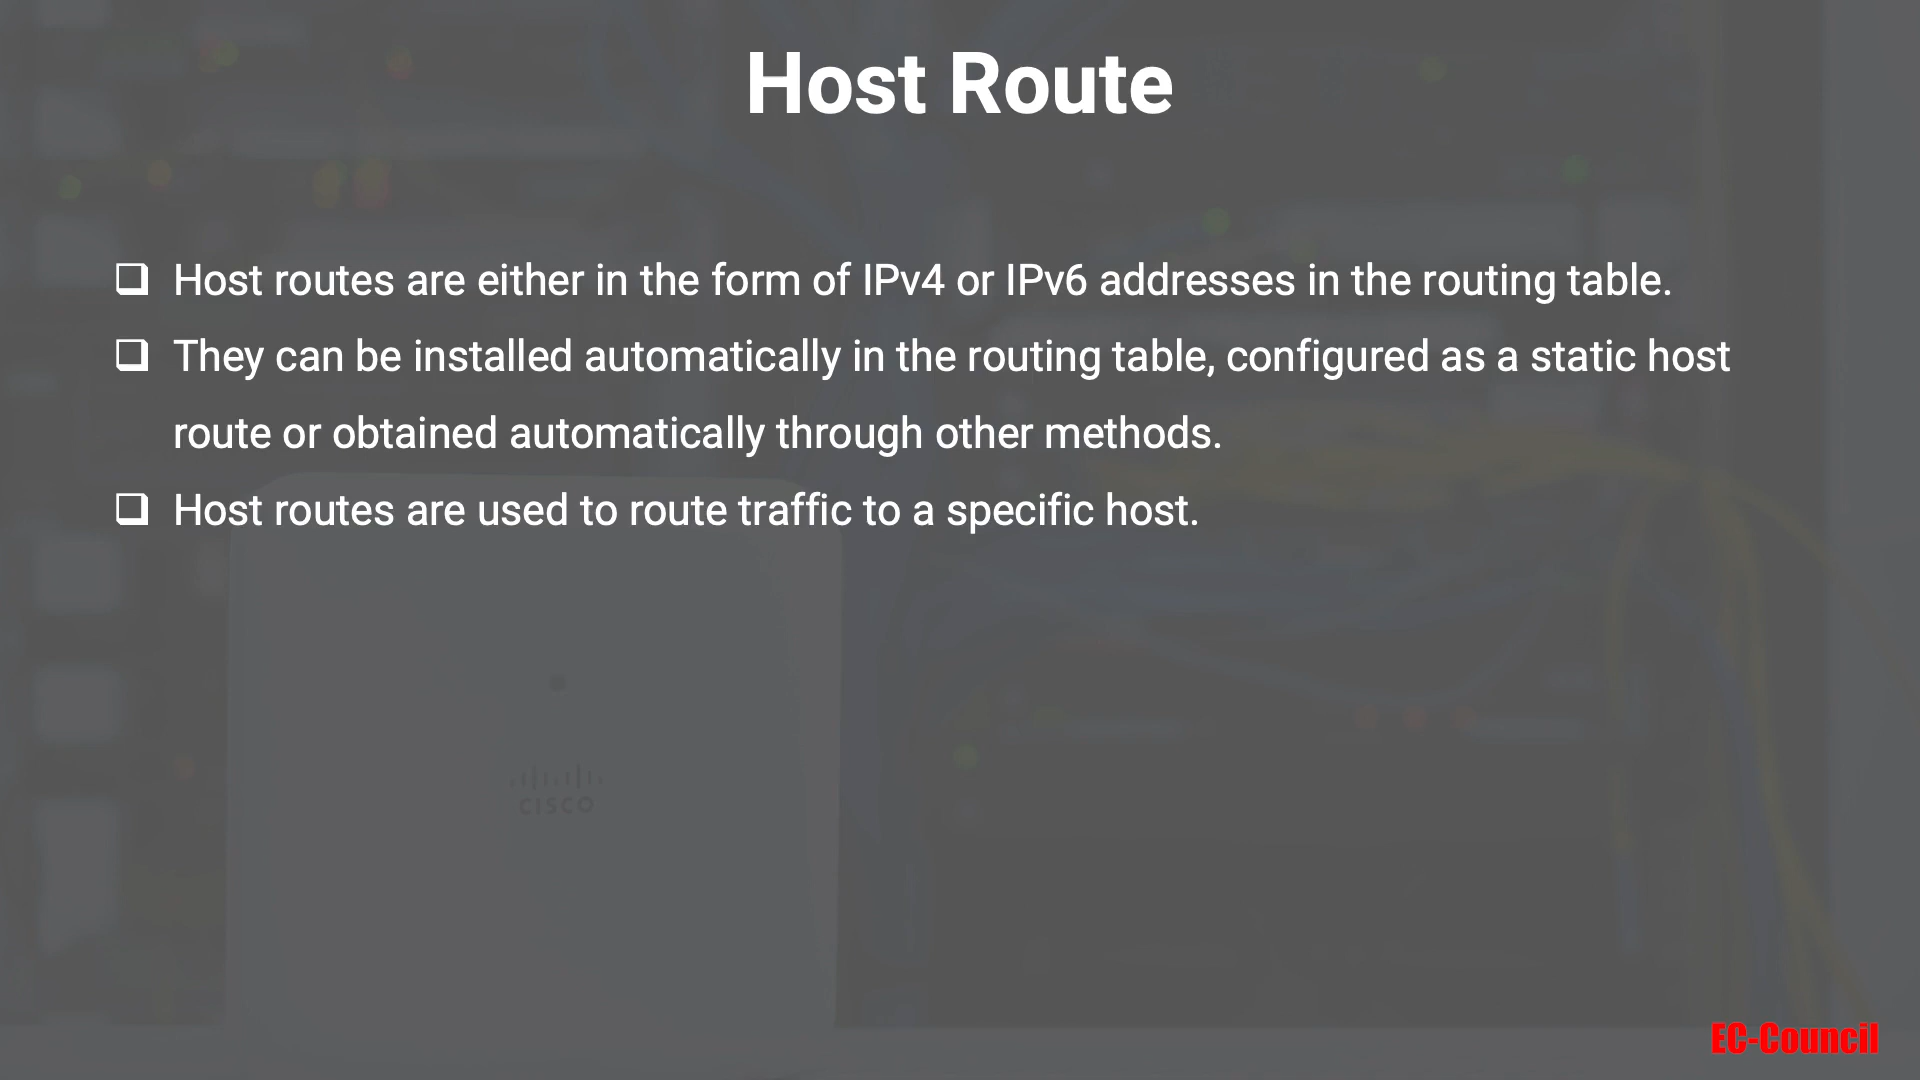 Host Route
❑ Host routes are either in the form of IPv4 or IPv6 addresses in the routing table.
❑ They can be installed automatically in the routing table, configured as a static host
route or obtained automatically through other methods.
❑ Host routes are used to route traffic to a specific host.
CISCO
EC-Council